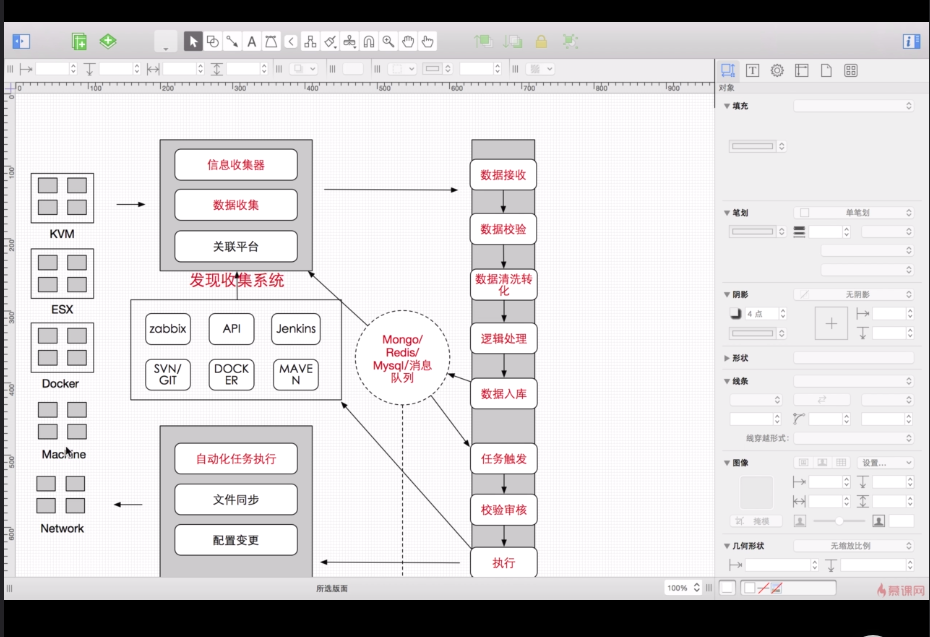 A
0
100
200
300
400
500
600
700
800
900
对象
填充
笔划
单笔划
阴影
无阴影
4 点
形状
线条
线穿越形式:
图像
设置...
掩模
几何形状
无缩放比例
信息收集器
数据收集
关联平台
发现收集系统
KVM
ESX
Docker
Machine
Network
zabbix
API
Jenkins
SVN/
GIT
DOCK
ER
MAVE
N
Mongo/
Redis/
Mysql/消息
队列
数据接收
数据校验
数据清洗转
化
逻辑处理
数据入库
任务触发
校验审核
执行
自动化任务执行
文件同步
配置变更
所选版面
100%
慕课网